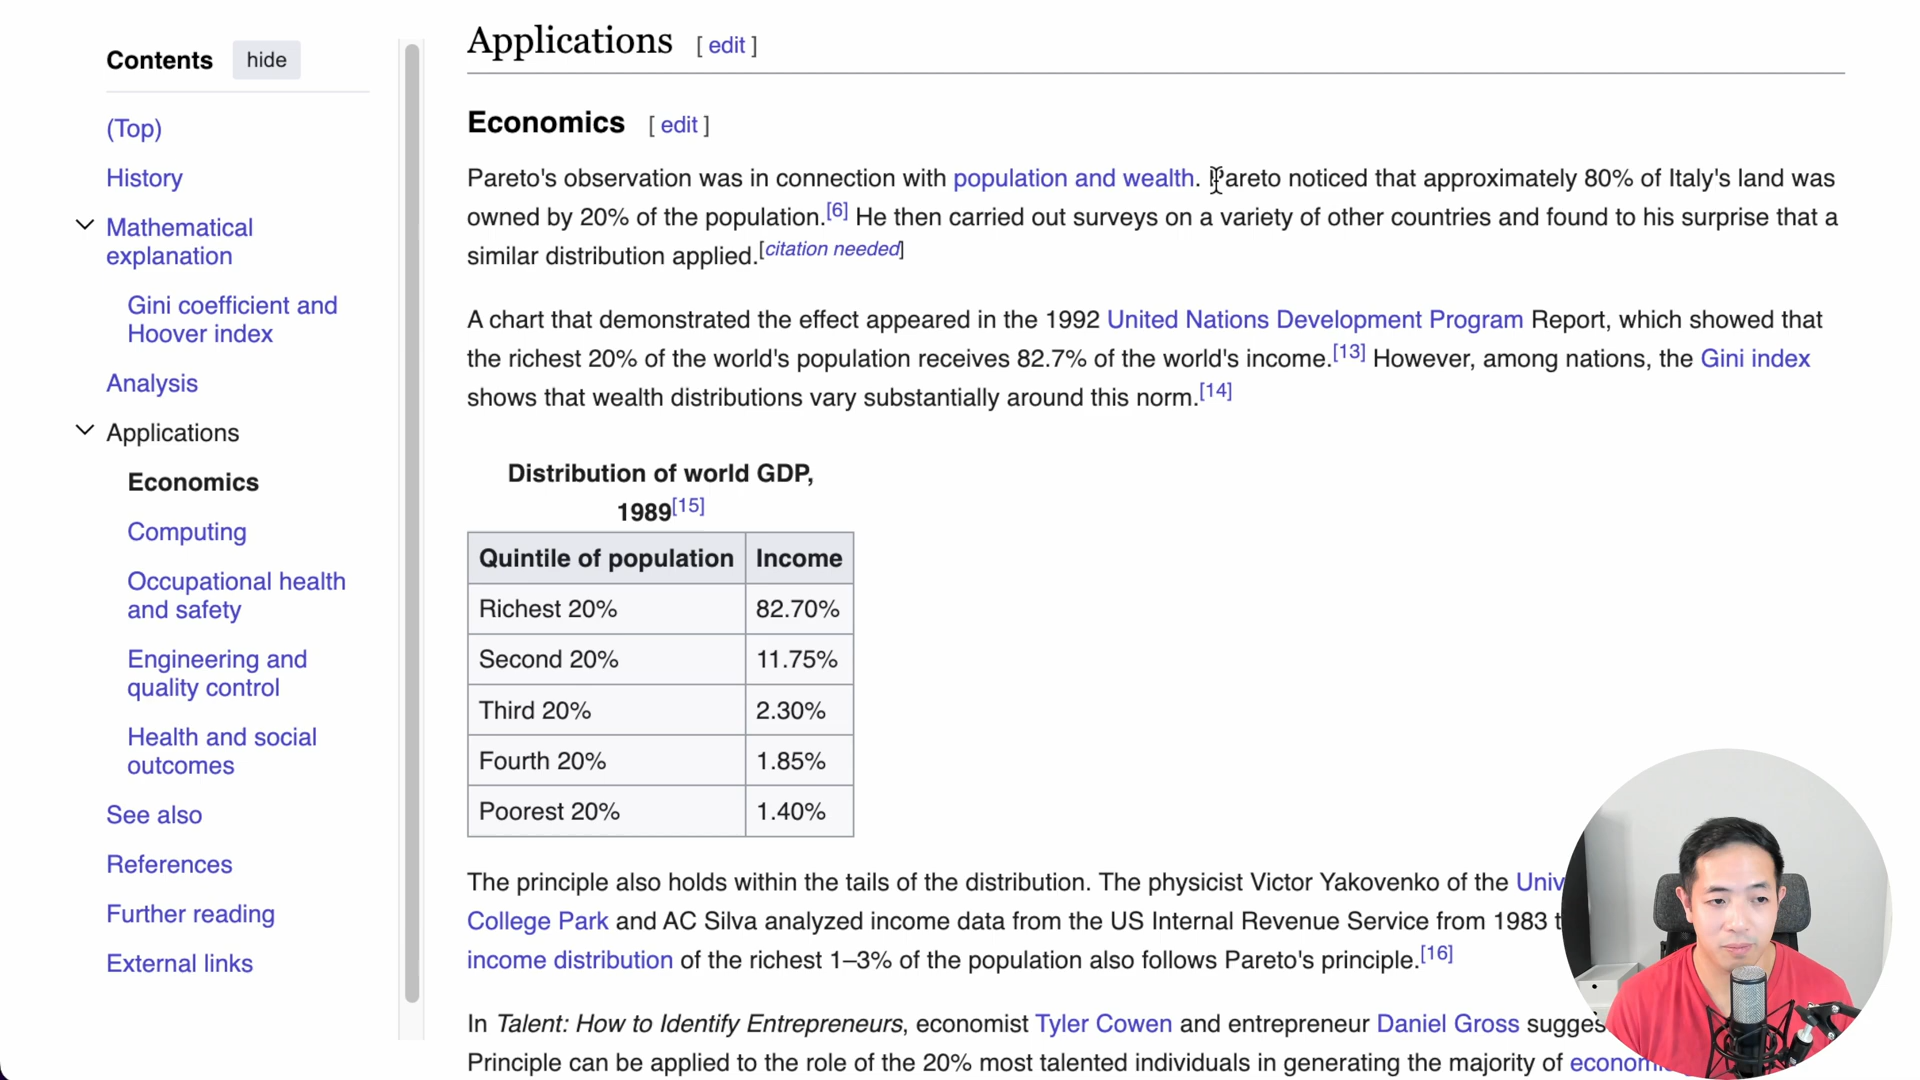 Contents hide
(Top)
History
Mathematical
explanation
Gini coefficient and
Hoover index
Analysis
Applications
Economics
Computing
Occupational health
and safety
Engineering and
quality control
Health and social
outcomes
See also
References
Further reading
External links
Applications [ edit ]
Economics [ edit ]
Pareto's observation was in connection with population and wealth. Pareto noticed that approximately 80% of Italy's land was
owned by 20% of the population.[6] He then carried out surveys on a variety of other countries and found to his surprise that a
similar distribution applied.[citation needed]
A chart that demonstrated the effect appeared in the 1992 United Nations Development Program Report, which showed that
the richest 20% of the world's population receives 82.7% of the world's income.[13] However, among nations, the Gini index
shows that wealth distributions vary substantially around this norm.[14]
Distribution of world GDP,
1989[15]
Quintile of population Income
Richest 20% 82.70%
Second 20% 11.75%
Third 20% 2.30%
Fourth 20% 1.85%
Poorest 20% 1.40%
The principle also holds within the tails of the distribution. The physicist Victor Yakovenko of the Univ
College Park and AC Silva analyzed income data from the US Internal Revenue Service from 1983 t
income distribution of the richest 1–3% of the population also follows Pareto's principle.[16]
In Talent: How to Identify Entrepreneurs, economist Tyler Cowen and entrepreneur Daniel Gross sugges
Principle can be applied to the role of the 20% most talented individuals in generating the majority of